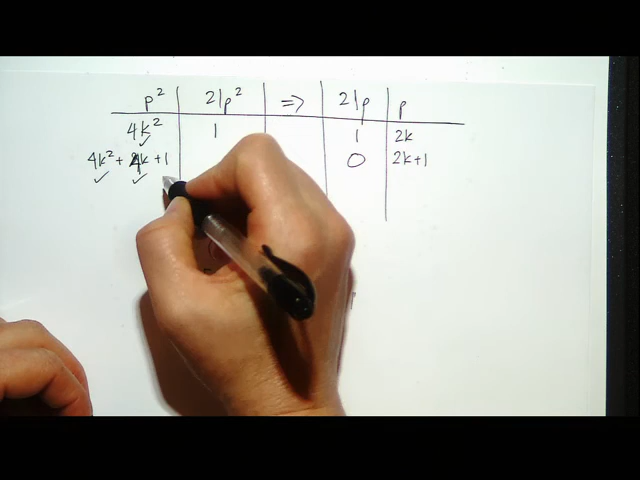 p² 2|p² => 2|p p
4k² 1 1 2k
4k² + 4k + 1 0 2k+1